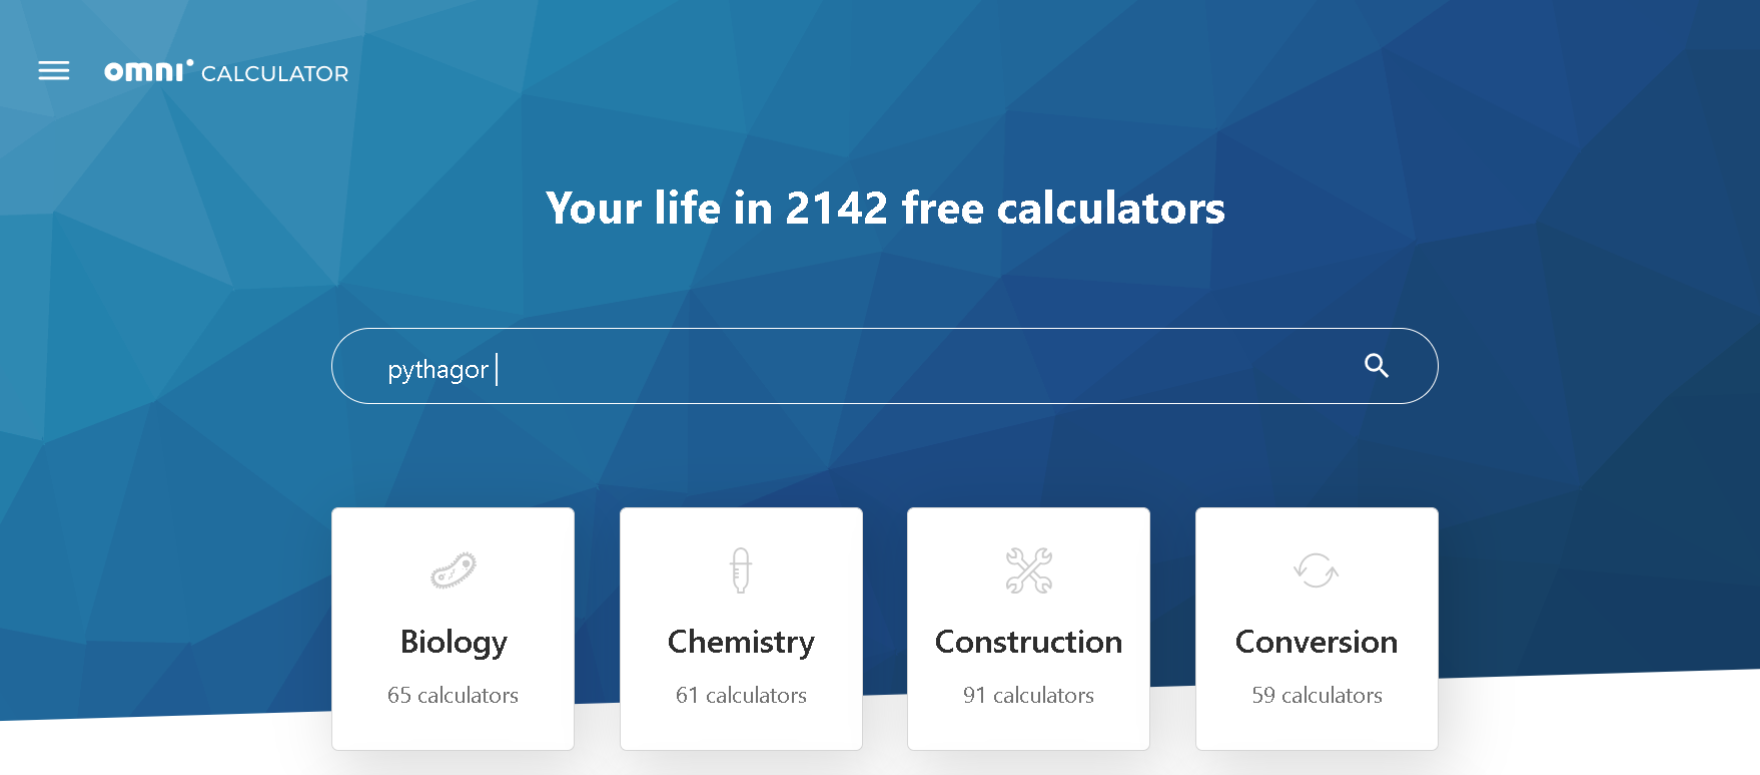 omni CALCULATOR
Your life in 2142 free calculators
pythagor
Biology
65 calculators
Chemistry
61 calculators
Construction
91 calculators
Conversion
59 calculators